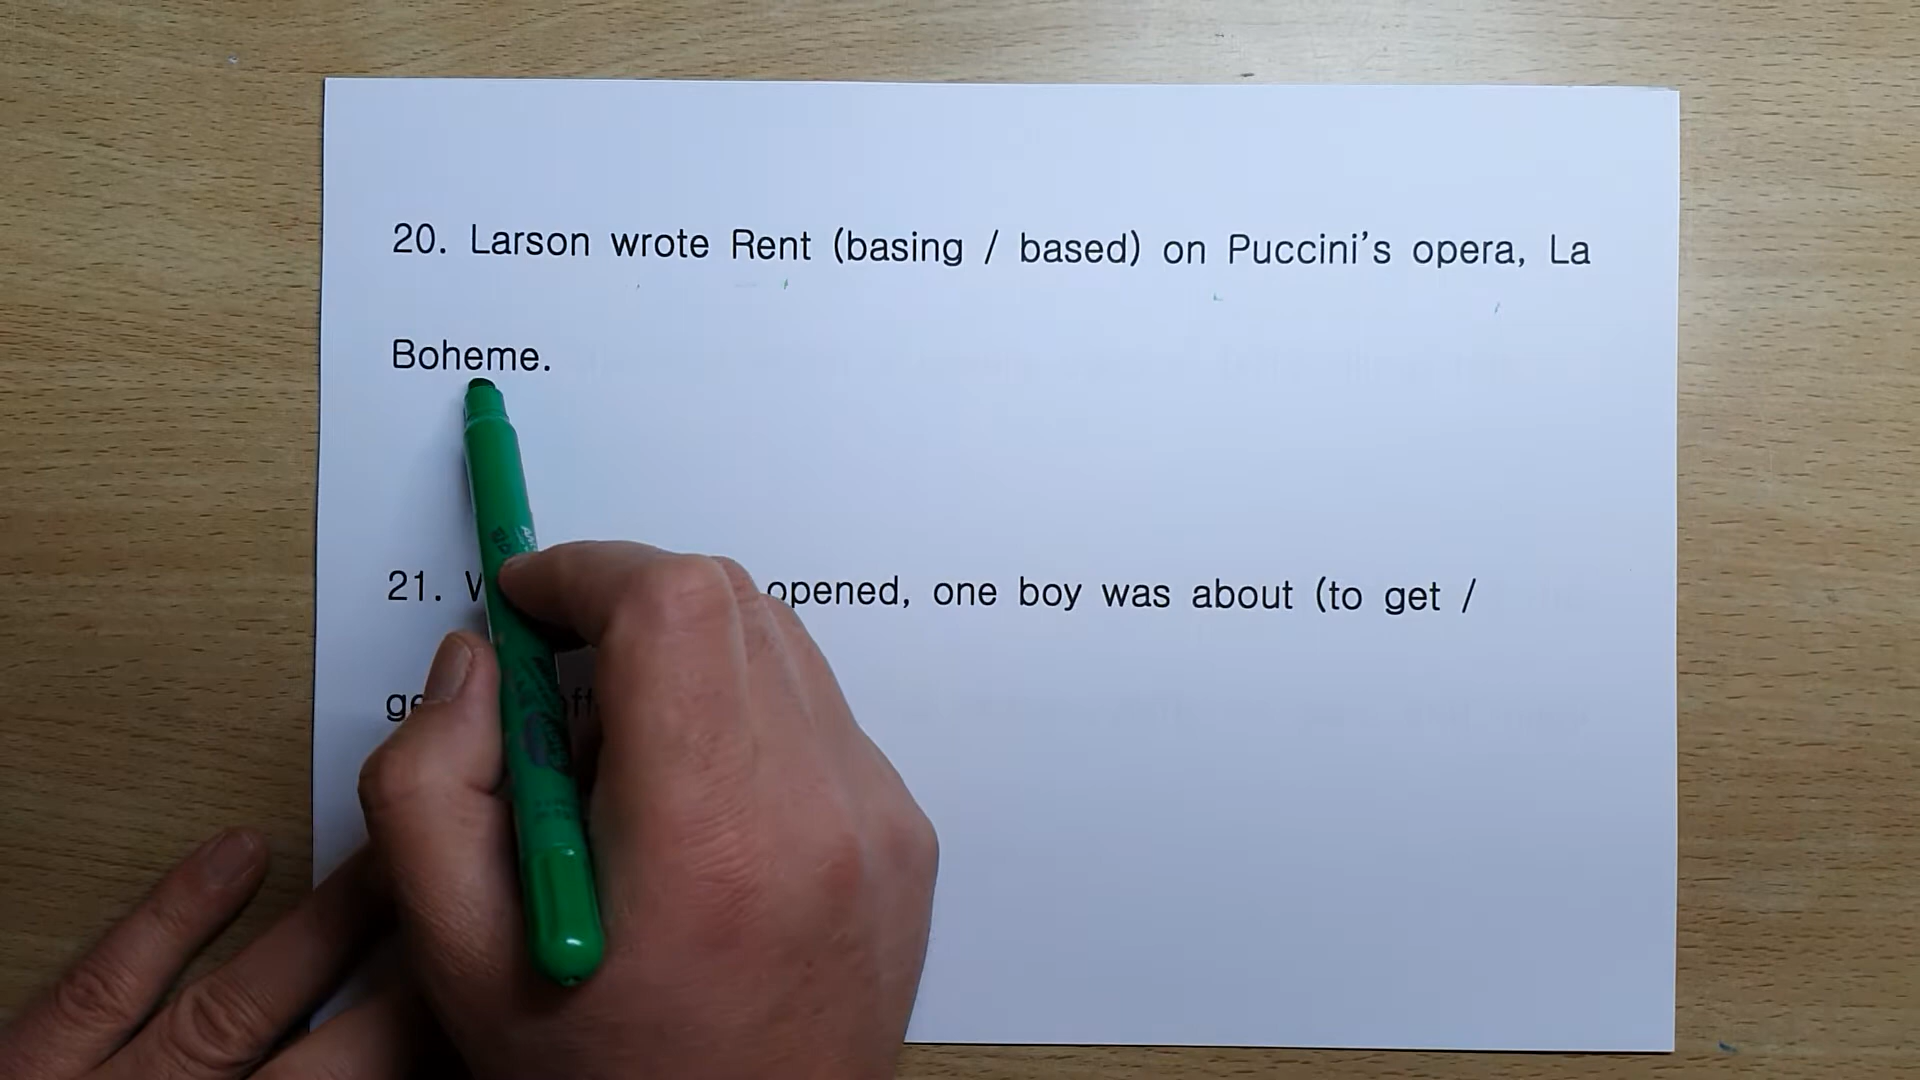 20. Larson wrote Rent (basing / based) on Puccini's opera, La
Boheme.
21. opened, one boy was about (to get /